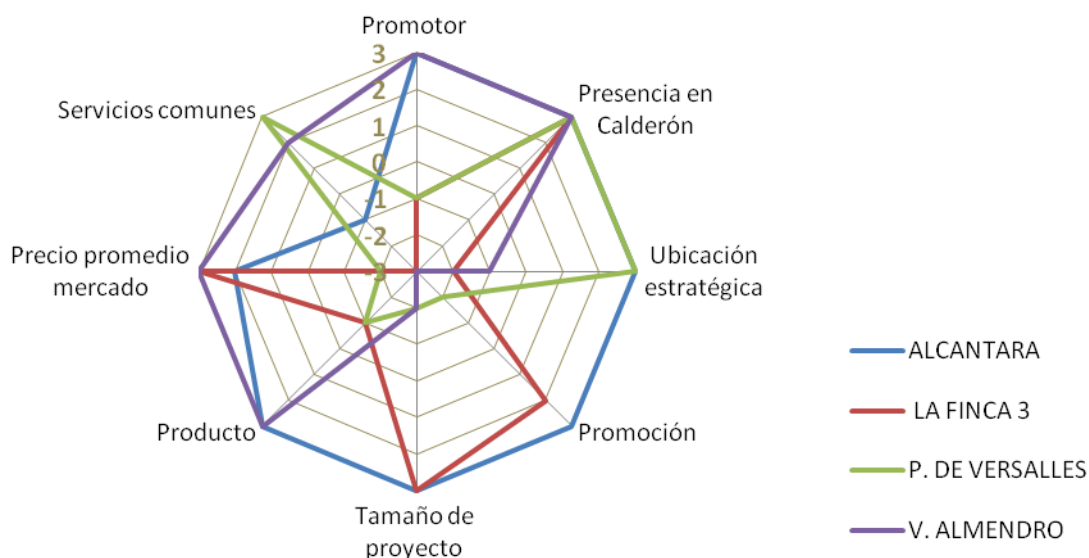 Promotor
3
2
1
0
-1
-2
-3
Presencia en
Calderón
Ubicación
estratégica
Promoción
Tamaño de
proyecto
Producto
Precio promedio
mercado
Servicios comunes
ALCANTARA
LA FINCA 3
P. DE VERSALLES
V. ALMENDRO